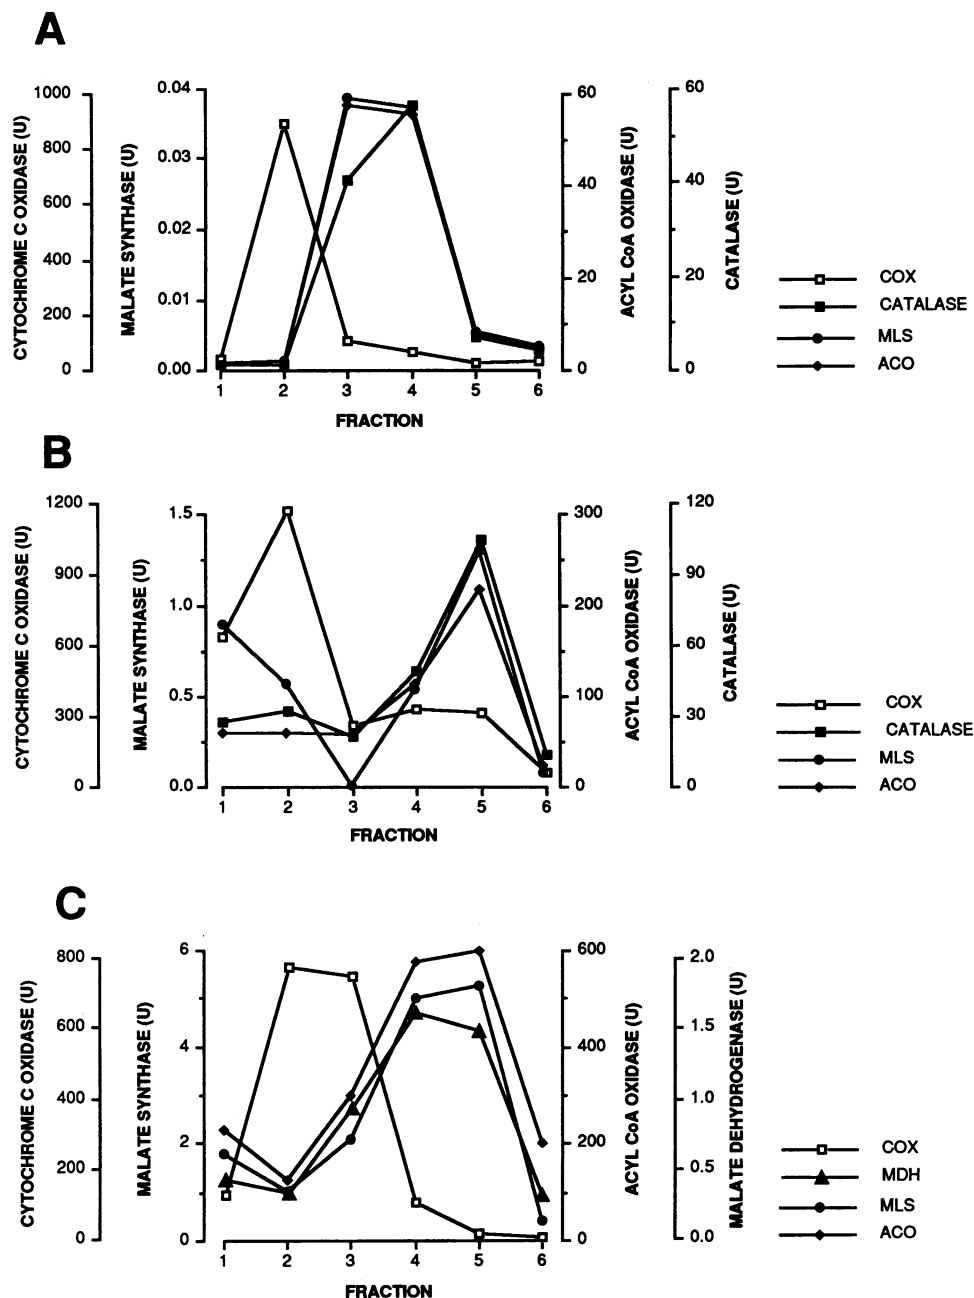 A
CYTOCHROME C OXIDASE (U)
1000
800
600
400
200
0
MALATE SYNTHASE (U)
0.04
0.03
0.02
0.01
0.00
1 2 3 4 5 6
FRACTION
60
40
20
0
ACYL CoA OXIDASE (U)
60
40
20
0
CATALASE (U)
COX
CATALASE
MLS
ACO
B
CYTOCHROME C OXIDASE (U)
1200
900
600
300
0
MALATE SYNTHASE (U)
1.5
1.0
0.5
0.0
1 2 3 4 5 6
FRACTION
300
200
100
0
ACYL CoA OXIDASE (U)
120
90
60
30
0
CATALASE (U)
COX
CATALASE
MLS
ACO
C
CYTOCHROME C OXIDASE (U)
800
600
400
200
0
MALATE SYNTHASE (U)
6
4
2
0
1 2 3 4 5 6
FRACTION
600
400
200
0
ACYL CoA OXIDASE (U)
2.0
1.5
1.0
0.5
0.0
MALATE DEHYDROGENASE (U)
COX
MDH
MLS
ACO